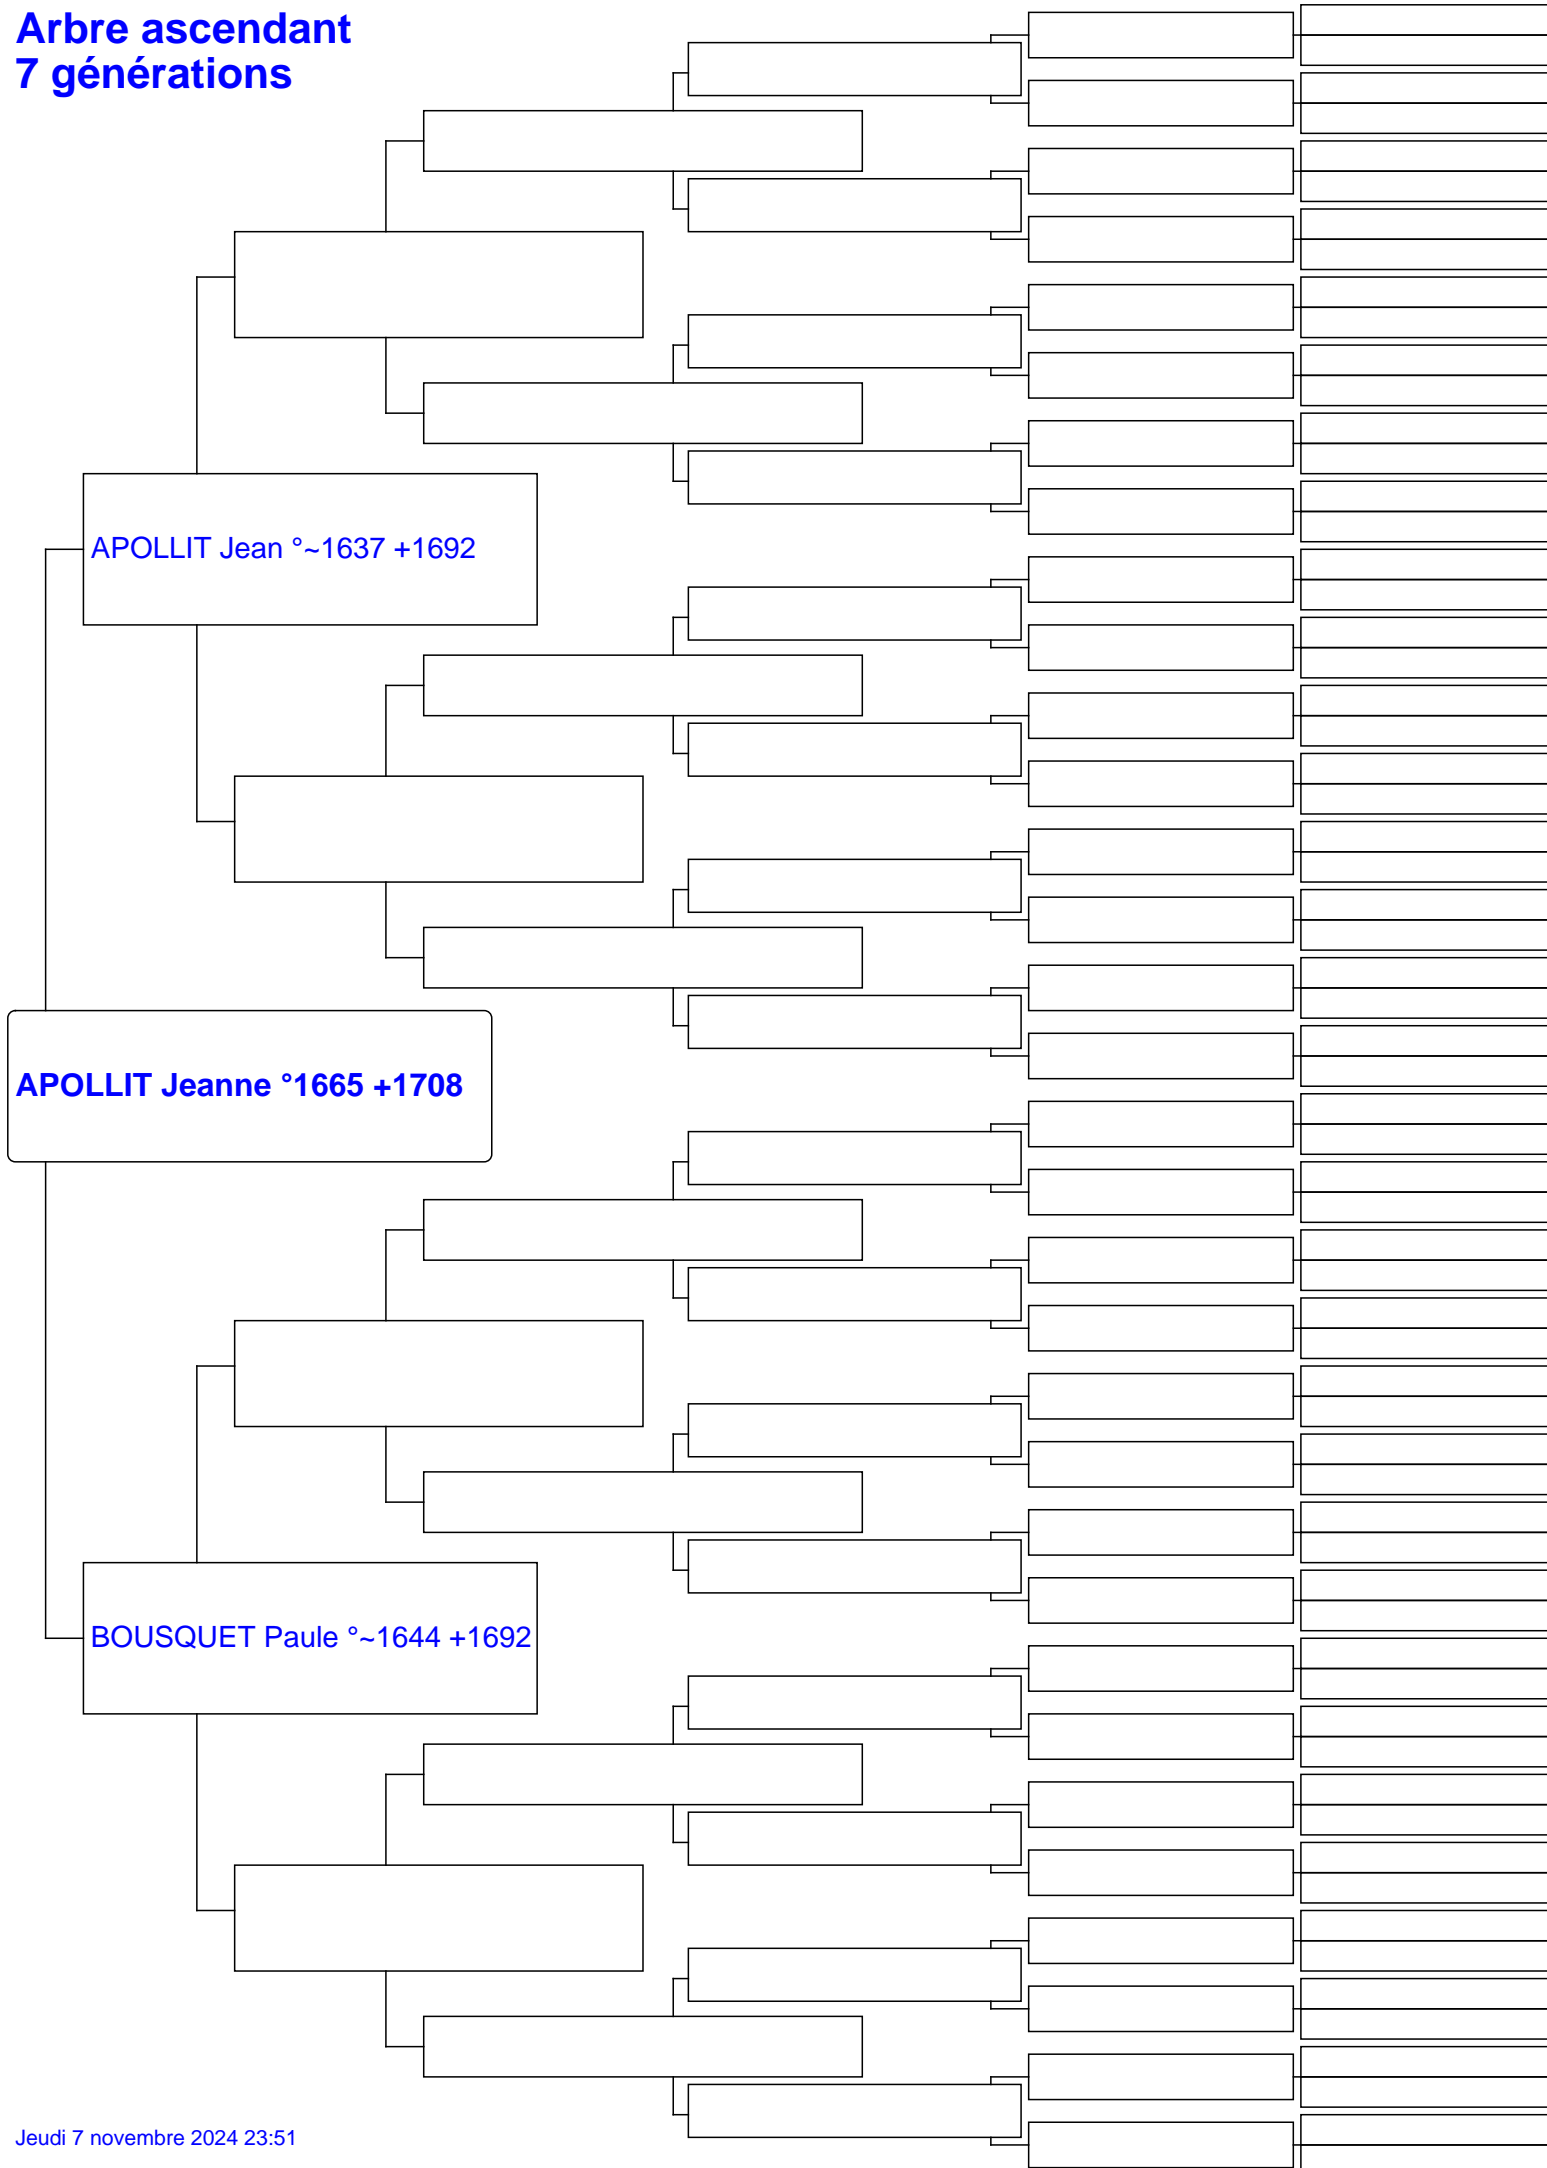 Arbre ascendant
7 générations
APOLLIT Jean °~1637 +1692
APOLLIT Jeanne °1665 +1708
BOUSQUET Paule °~1644 +1692
Jeudi 7 novembre 2024 23:51